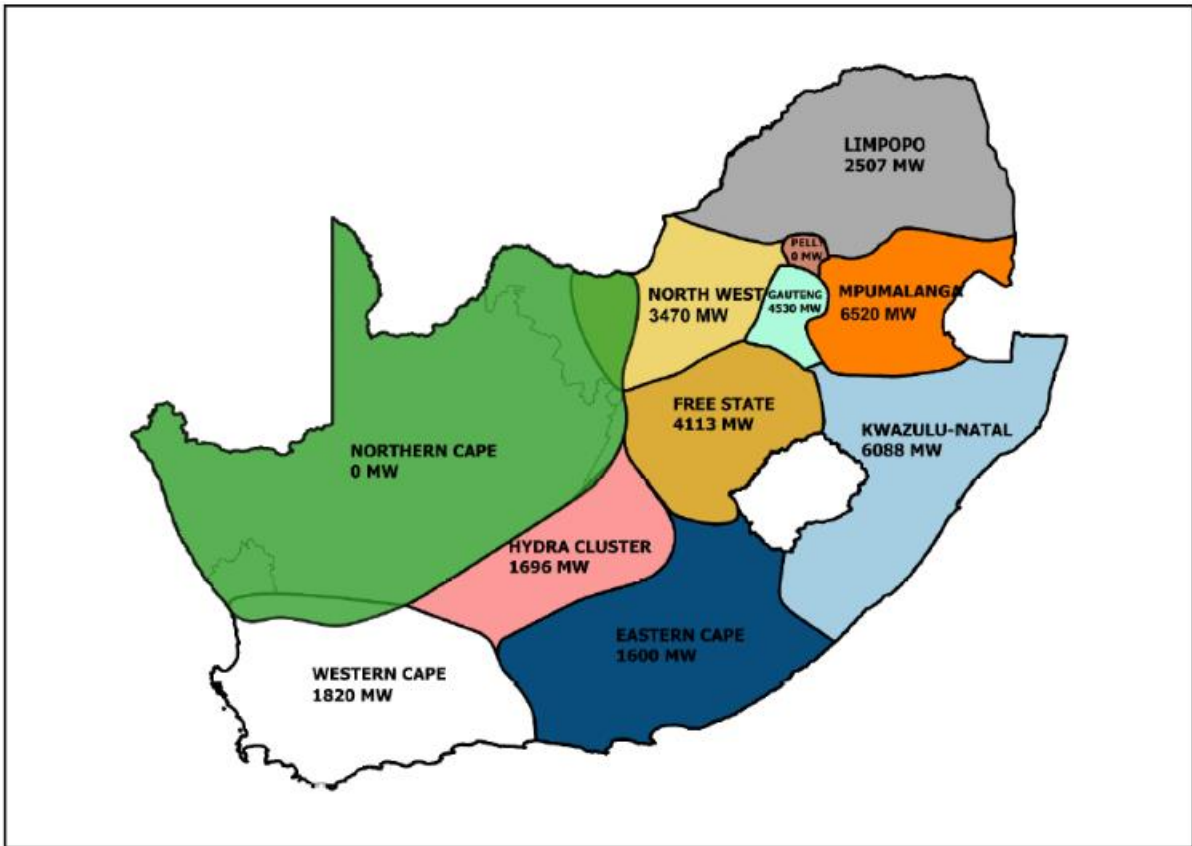 LIMPOPO
2507 MW
PELLY
0 MW
NORTH WEST
3470 MW
GAUTENG
4530 MW
MPUMALANGA
6520 MW
FREE STATE
4113 MW
KWAZULU-NATAL
6088 MW
NORTHERN CAPE
0 MW
HYDRA CLUSTER
1696 MW
EASTERN CAPE
1600 MW
WESTERN CAPE
1820 MW